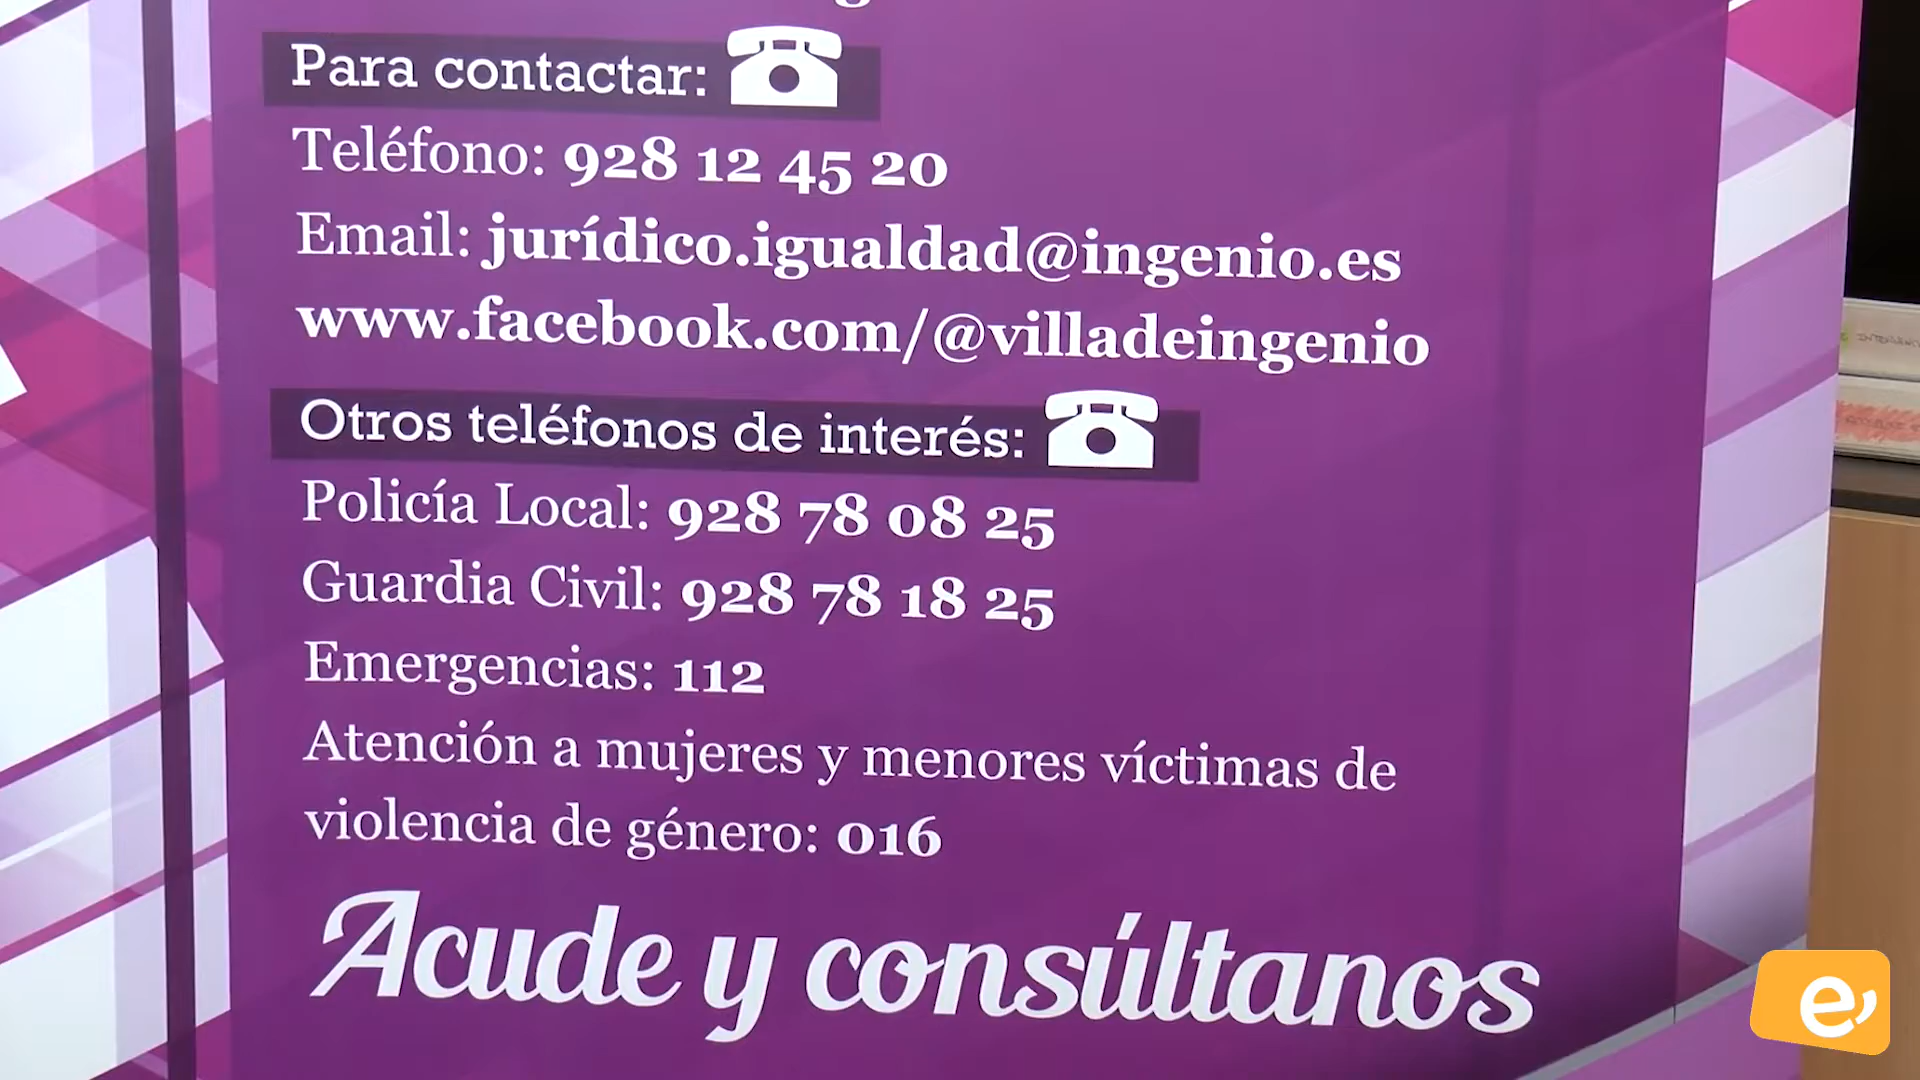 Para contactar:
Teléfono: 928 12 45 20
Email: jurídico.igualdad@ingenio.es
www.facebook.com/@villadeingenio
Otros teléfonos de interés:
Policía Local: 928 78 08 25
Guardia Civil: 928 78 18 25
Emergencias: 112
Atención a mujeres y menores víctimas de
violencia de género: 016
Acude y consúltanos
e